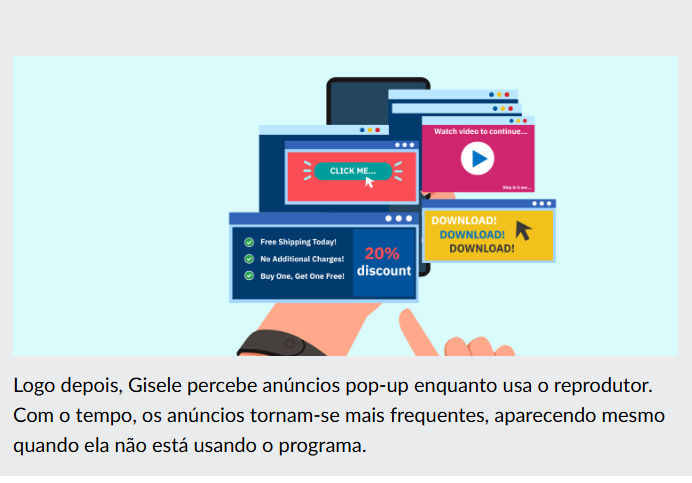 Watch video to continue...
CLICK ME...
Skip in 5 sec...
DOWNLOAD!
DOWNLOAD!
DOWNLOAD!
Free Shipping Today!
No Additional Charges!
Buy One, Get One Free!
20%
discount
Logo depois, Gisele percebe anúncios pop-up enquanto usa o reprodutor.
Com o tempo, os anúncios tornam-se mais frequentes, aparecendo mesmo
quando ela não está usando o programa.